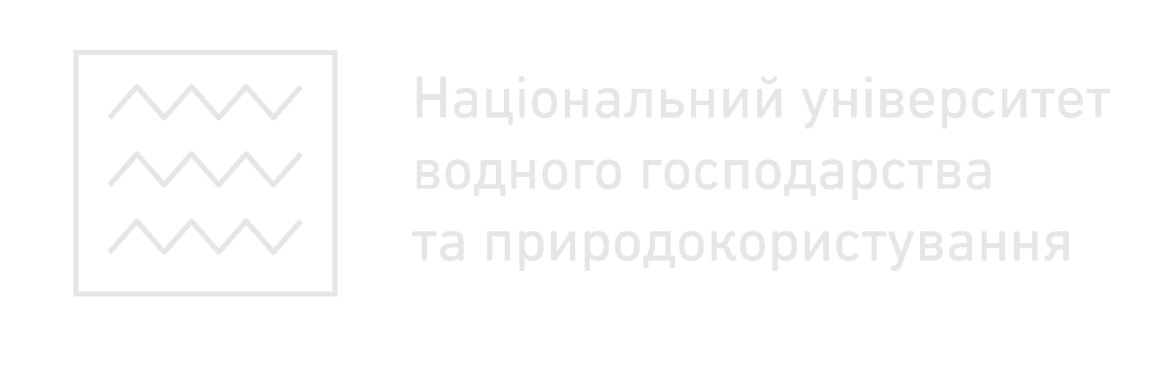 Національний університет
водного господарства
та природокористування